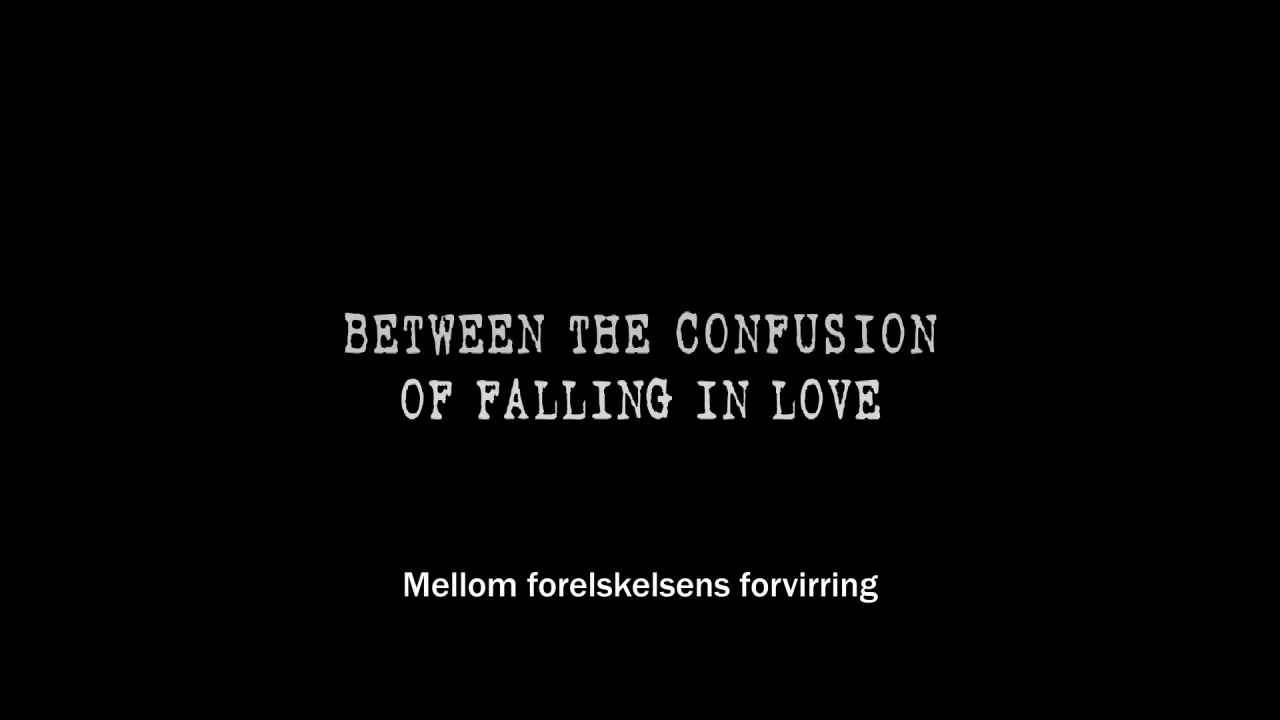 BETWEEN THE CONFUSION
OF FALLING IN LOVE
Mellom forelskelsens forvirring